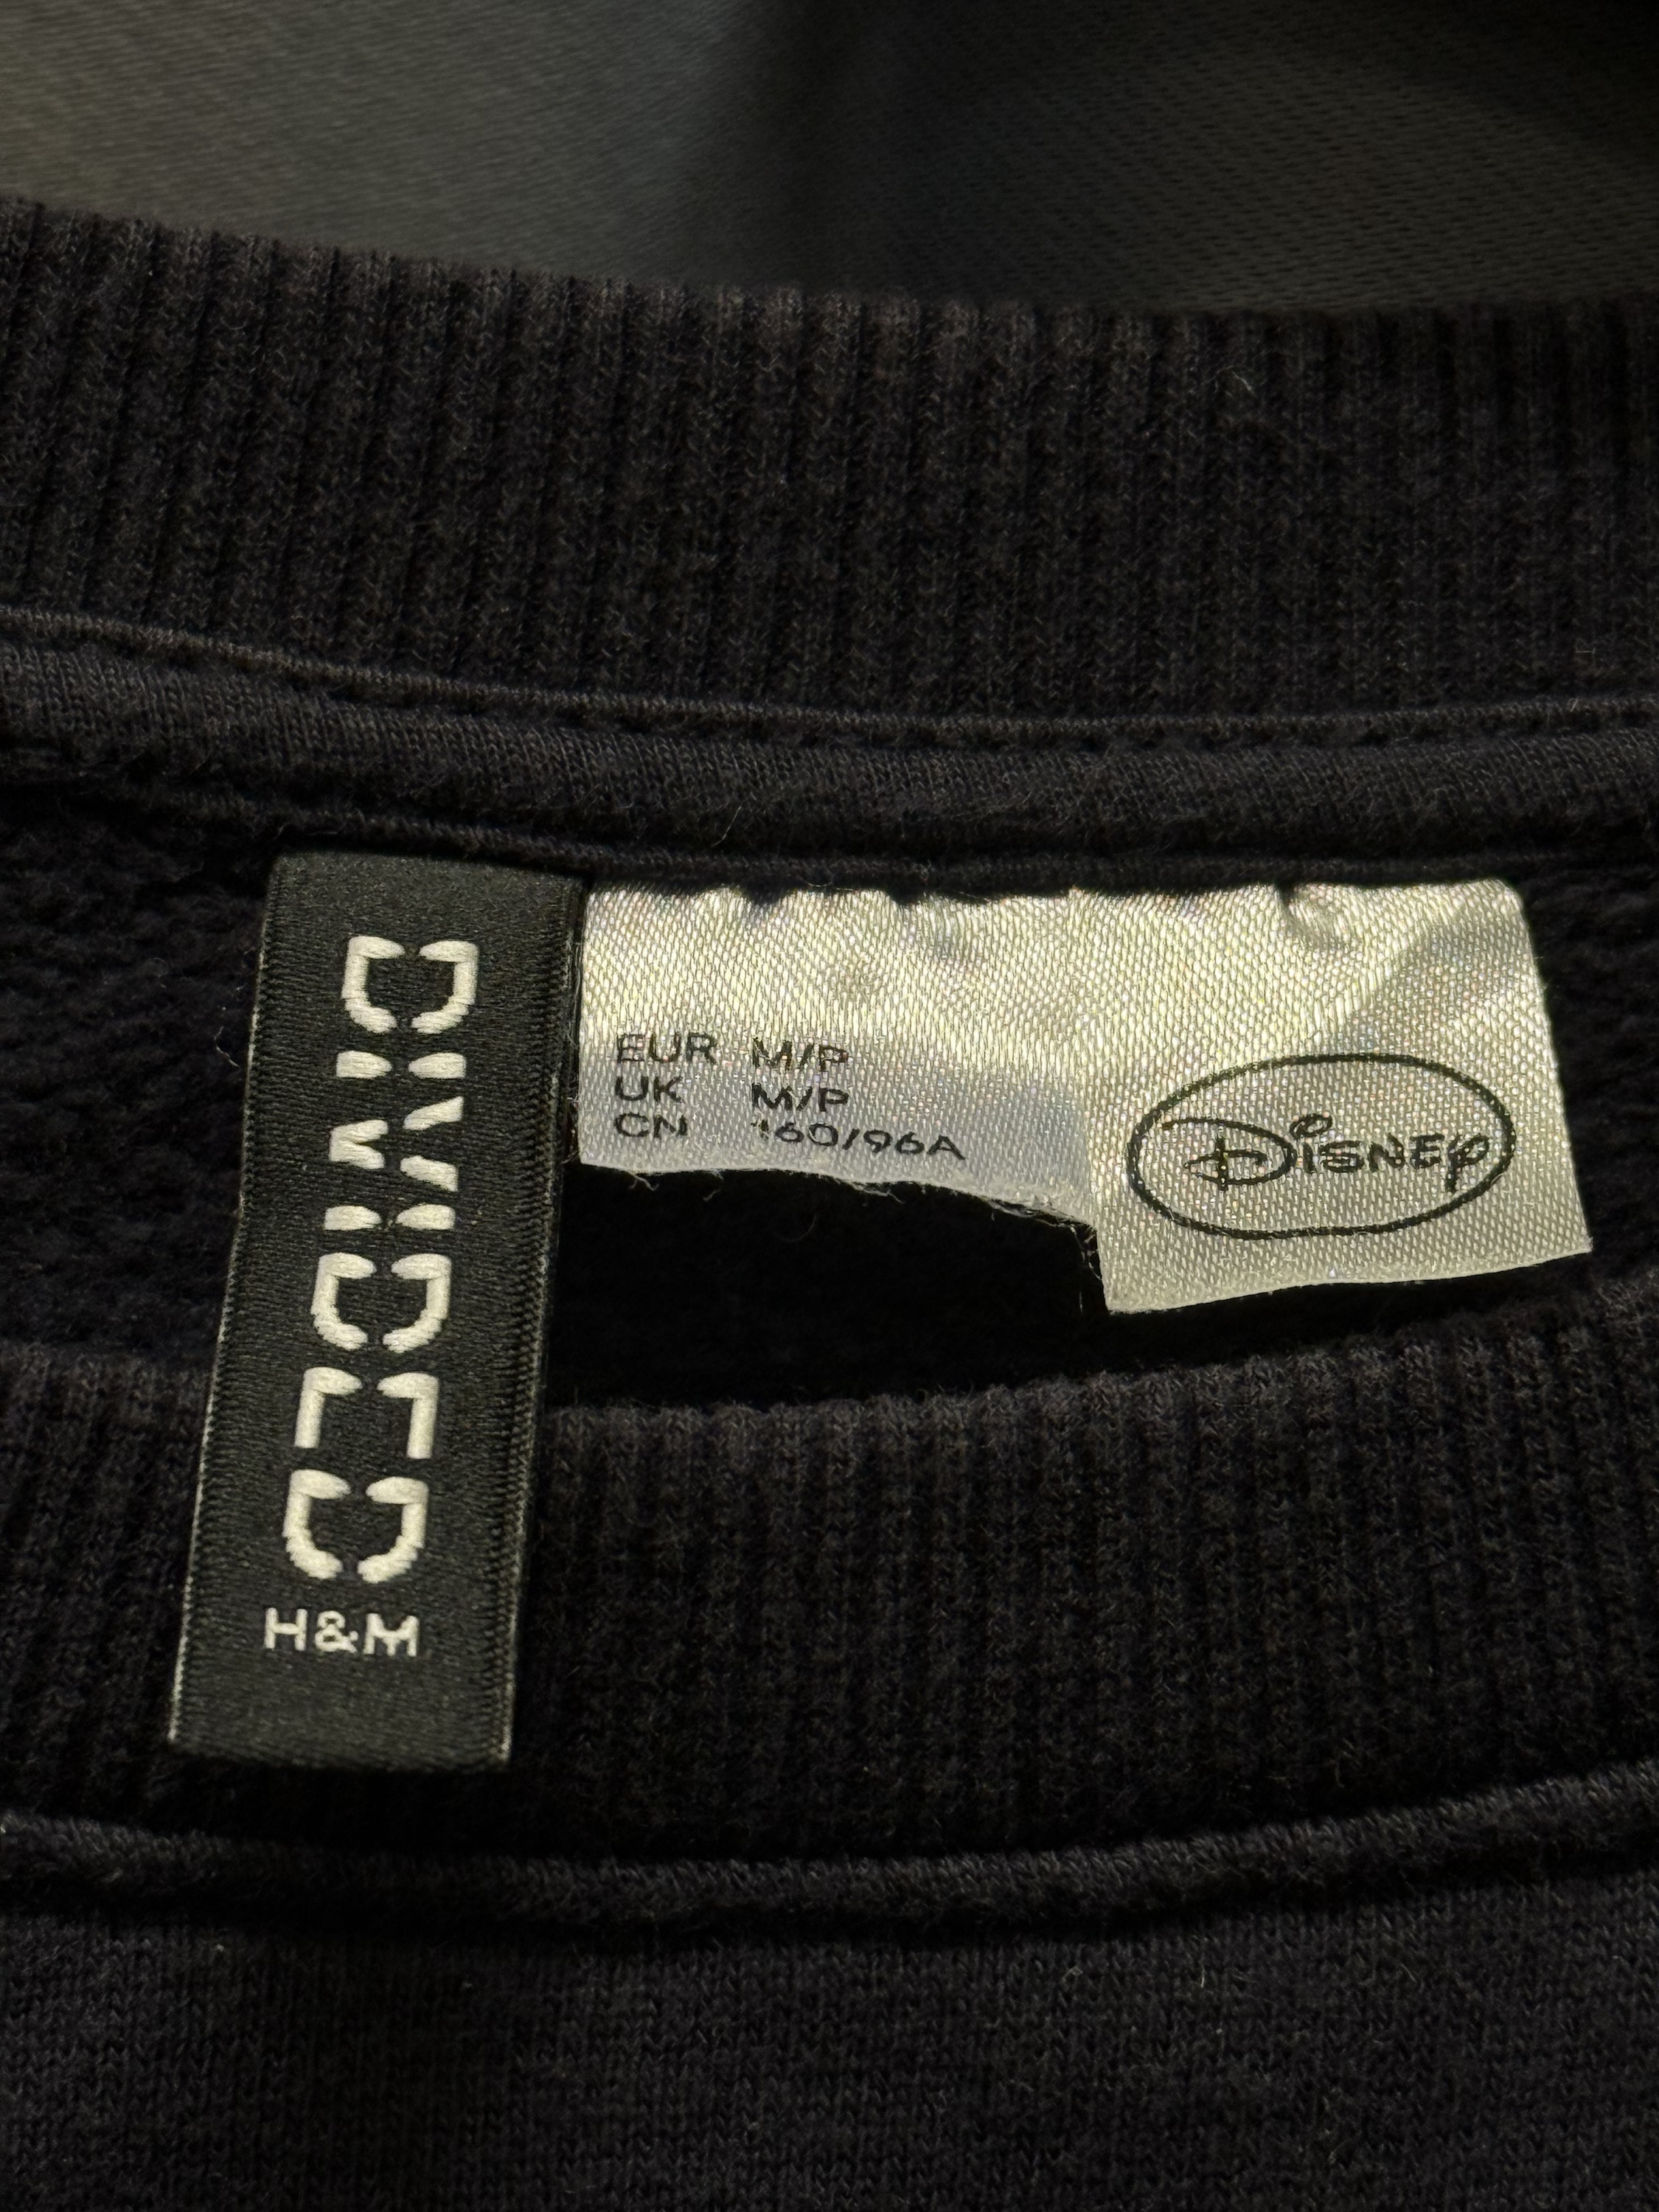 DIVIDED
H&M
EUR M/P
UK M/P
CN 160/96A
Disney